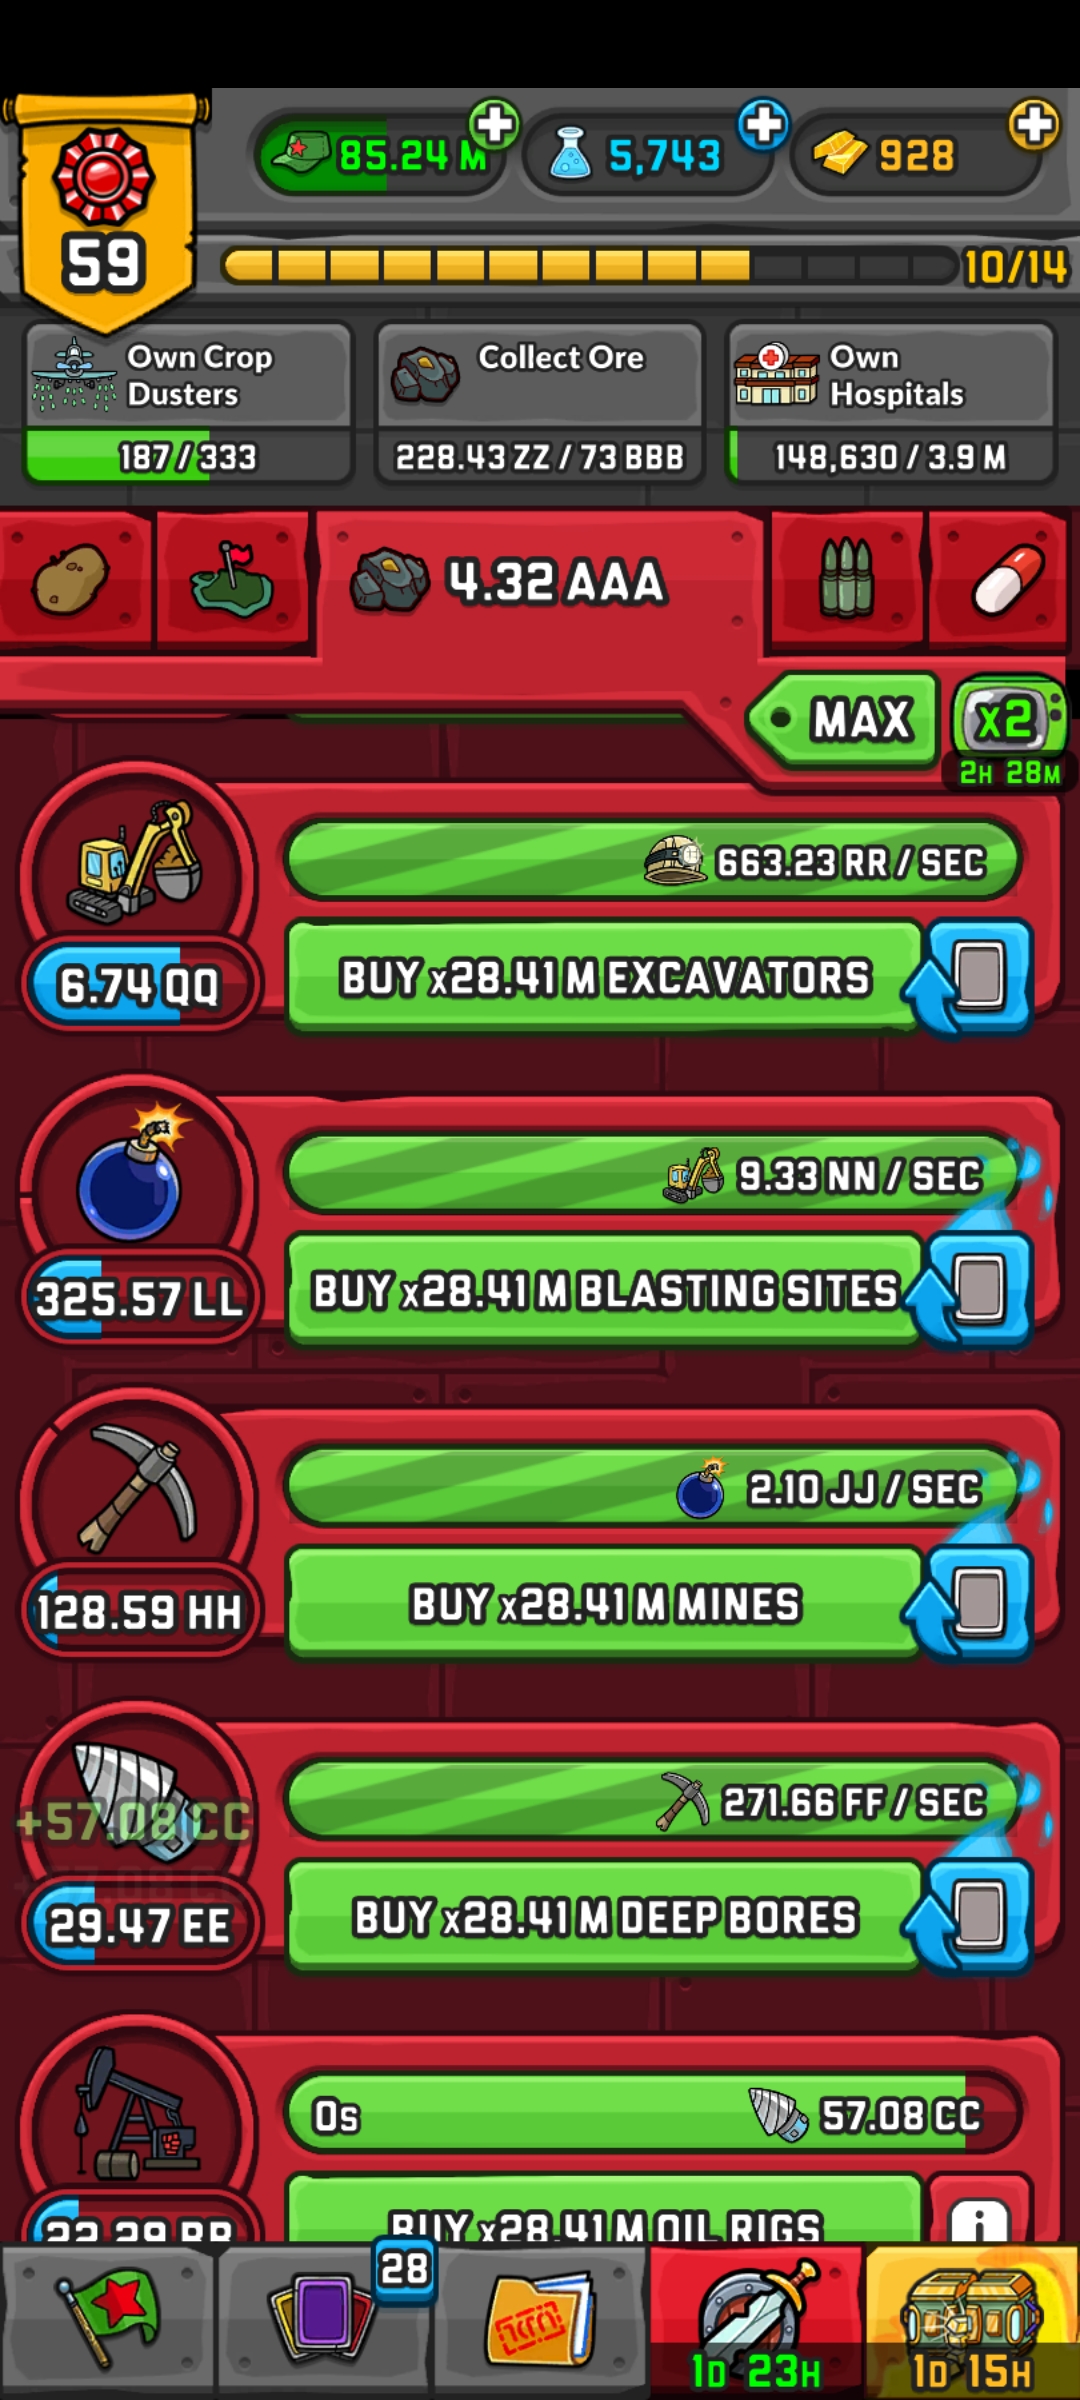 85.24 M
5,743
928
59
10/14
Own Crop
Dusters
187 / 333
Collect Ore
228.43 ZZ / 73 BBB
Own
Hospitals
148,630 / 3.9 M
4.32 AAA
MAX
x2
2H 28M
663.23 RR / SEC
6.74 QQ
BUY x28.41 M EXCAVATORS
9.33 NN / SEC
325.57 LL
BUY x28.41 M BLASTING SITES
2.10 JJ / SEC
128.59 HH
BUY x28.41 M MINES
271.66 FF / SEC
+57.08 CC
29.47 EE
BUY x28.41 M DEEP BORES
0s
57.08 CC
22.29 BB
BUY x28.41 M OIL RIGS
i
28
1D 23H
1D 15H